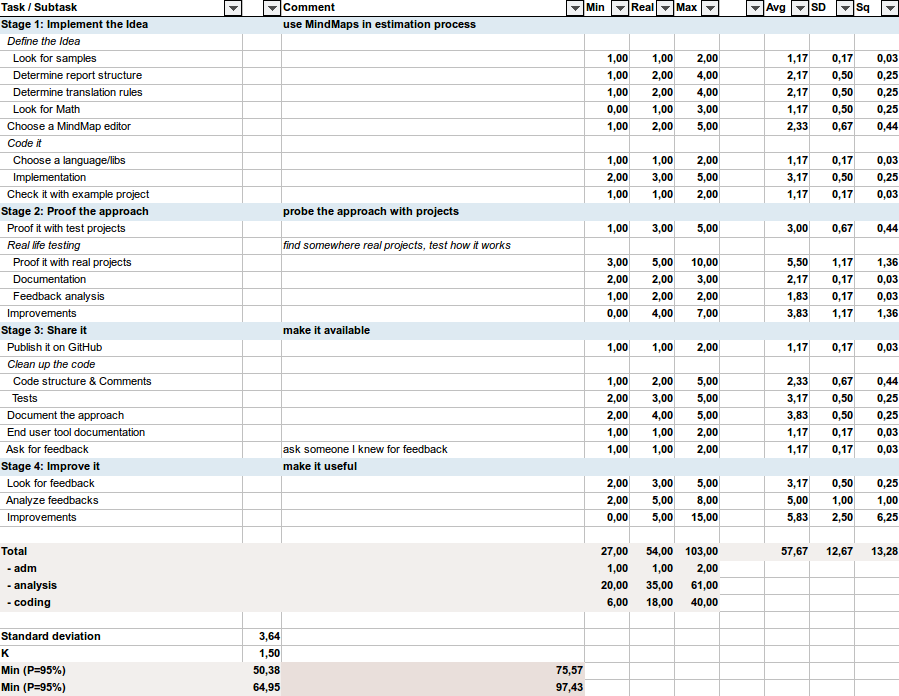 Task / Subtask Comment Min Real Max Avg SD Sq
Stage 1: Implement the Idea use MindMaps in estimation process
Define the Idea
Look for samples 1,00 1,00 2,00 1,17 0,17 0,03
Determine report structure 1,00 2,00 4,00 2,17 0,50 0,25
Determine translation rules 1,00 2,00 4,00 2,17 0,50 0,25
Look for Math 0,00 1,00 3,00 1,17 0,50 0,25
Choose a MindMap editor 1,00 2,00 5,00 2,33 0,67 0,44
Code it
Choose a language/libs 1,00 1,00 2,00 1,17 0,17 0,03
Implementation 2,00 3,00 5,00 3,17 0,50 0,25
Check it with example project 1,00 1,00 2,00 1,17 0,17 0,03
Stage 2: Proof the approach probe the approach with projects
Proof it with test projects 1,00 3,00 5,00 3,00 0,67 0,44
Real life testing find somewhere real projects, test how it works
Proof it with real projects 3,00 5,00 10,00 5,50 1,17 1,36
Documentation 2,00 2,00 3,00 2,17 0,17 0,03
Feedback analysis 1,00 2,00 2,00 1,83 0,17 0,03
Improvements 0,00 4,00 7,00 3,83 1,17 1,36
Stage 3: Share it make it available
Publish it on GitHub 1,00 1,00 2,00 1,17 0,17 0,03
Clean up the code
Code structure & Comments 1,00 2,00 5,00 2,33 0,67 0,44
Tests 2,00 3,00 5,00 3,17 0,50 0,25
Document the approach 2,00 4,00 5,00 3,83 0,50 0,25
End user tool documentation 1,00 1,00 2,00 1,17 0,17 0,03
Ask for feedback ask someone I knew for feedback 1,00 1,00 2,00 1,17 0,17 0,03
Stage 4: Improve it make it useful
Look for feedback 2,00 3,00 5,00 3,17 0,50 0,25
Analyze feedbacks 2,00 5,00 8,00 5,00 1,00 1,00
Improvements 0,00 5,00 15,00 5,83 2,50 6,25
Total 27,00 54,00 103,00 57,67 12,67 13,28
- adm 1,00 1,00 2,00
- analysis 20,00 35,00 61,00
- coding 6,00 18,00 40,00
Standard deviation 3,64
K 1,50
Min (P=95%) 50,38 75,57
Min (P=95%) 64,95 97,43